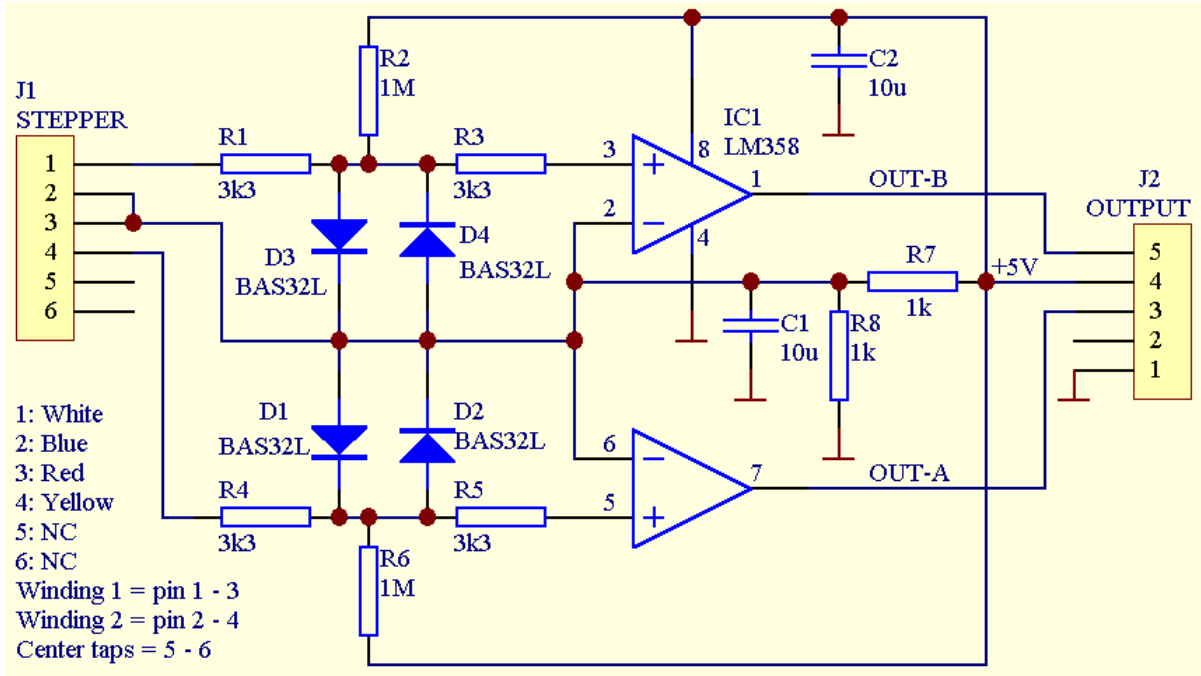 J1
STEPPER
1
2
3
4
5
6
R1
3k3
R2
1M
R3
3k3
D3
BAS32L
D4
BAS32L
3
2
8
4
1
IC1
LM358
C2
10u
OUT-B
J2
OUTPUT
5
4
3
2
1
+5V
R7
1k
C1
10u
R8
1k
D1
BAS32L
D2
BAS32L
R4
3k3
R5
3k3
R6
1M
6
5
7
OUT-A
1: White
2: Blue
3: Red
4: Yellow
5: NC
6: NC
Winding 1 = pin 1 - 3
Winding 2 = pin 2 - 4
Center taps = 5 - 6